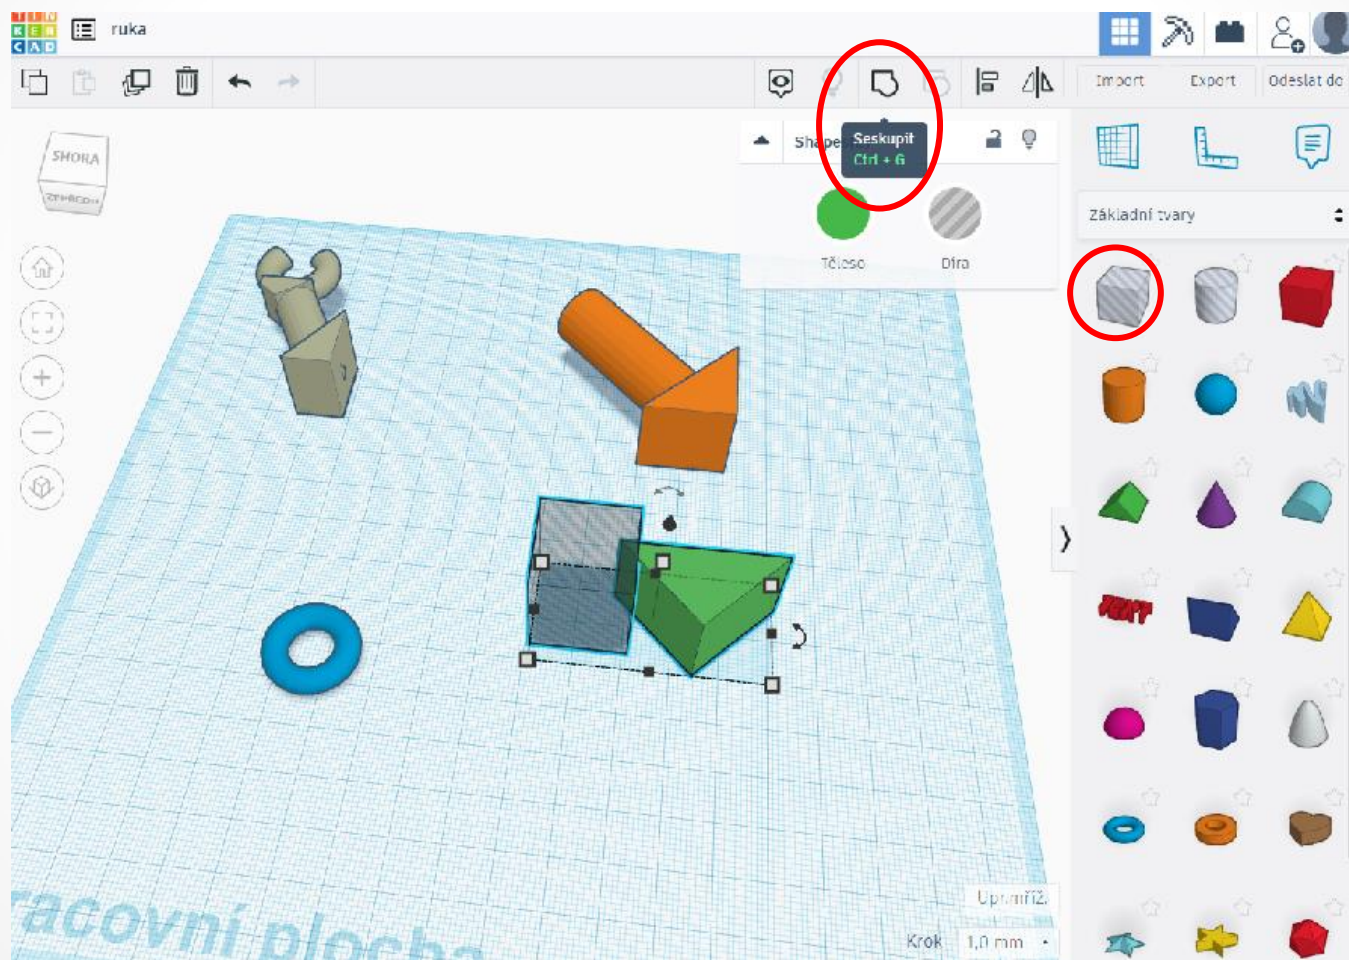 TIN
KER
CAD
ruka
Import
Export
Odeslat do
SHORA
ZEPŘEDU
Seskupit
Ctrl + G
Těleso
Díra
Základní tvary
Upr.mříž.
Krok 1,0 mm
racovní plocha